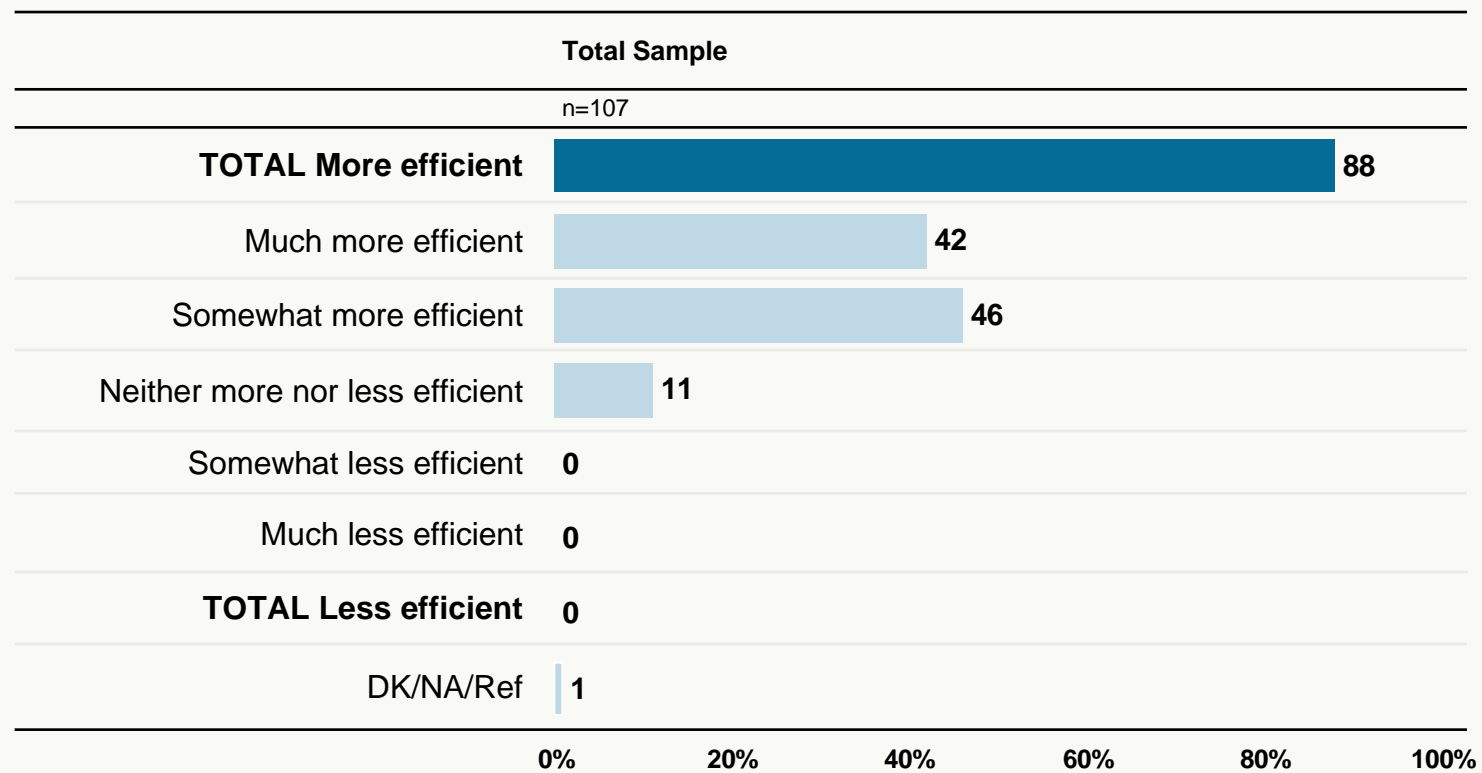 Total Sample
n=107
TOTAL More efficient 88
Much more efficient 42
Somewhat more efficient 46
Neither more nor less efficient 11
Somewhat less efficient 0
Much less efficient 0
TOTAL Less efficient 0
DK/NA/Ref 1
0% 20% 40% 60% 80% 100%